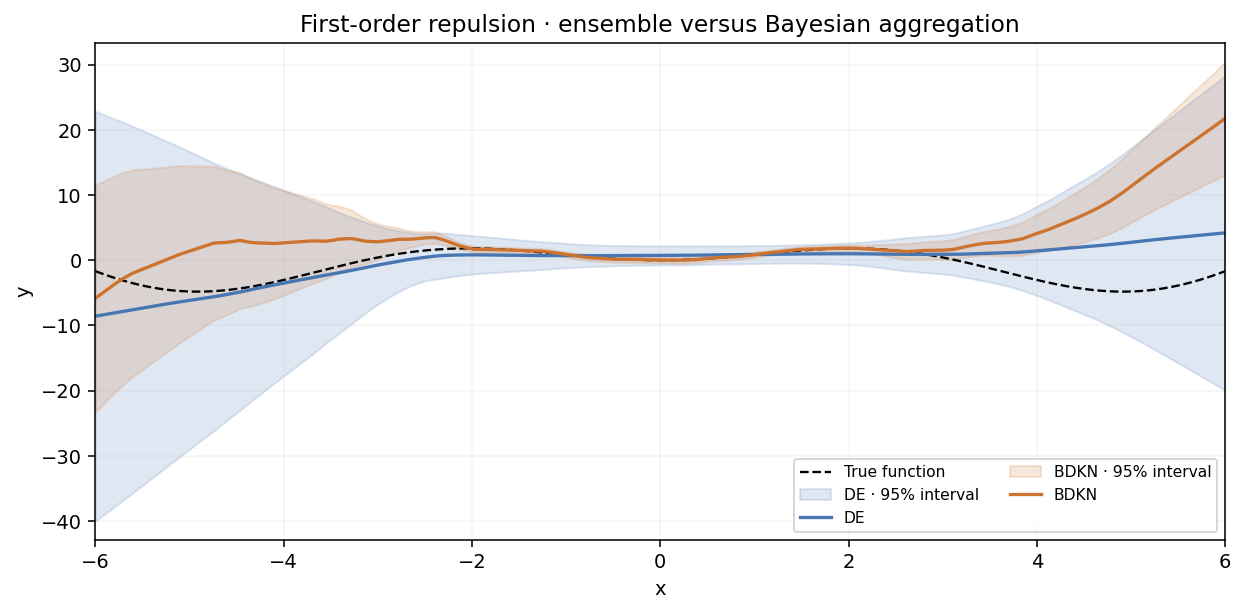 First-order repulsion · ensemble versus Bayesian aggregation
30
20
10
0
−10
−20
−30
−40
y
−6
−4
−2
0
2
4
6
x
True function
DE · 95% interval
DE
BDKN · 95% interval
BDKN